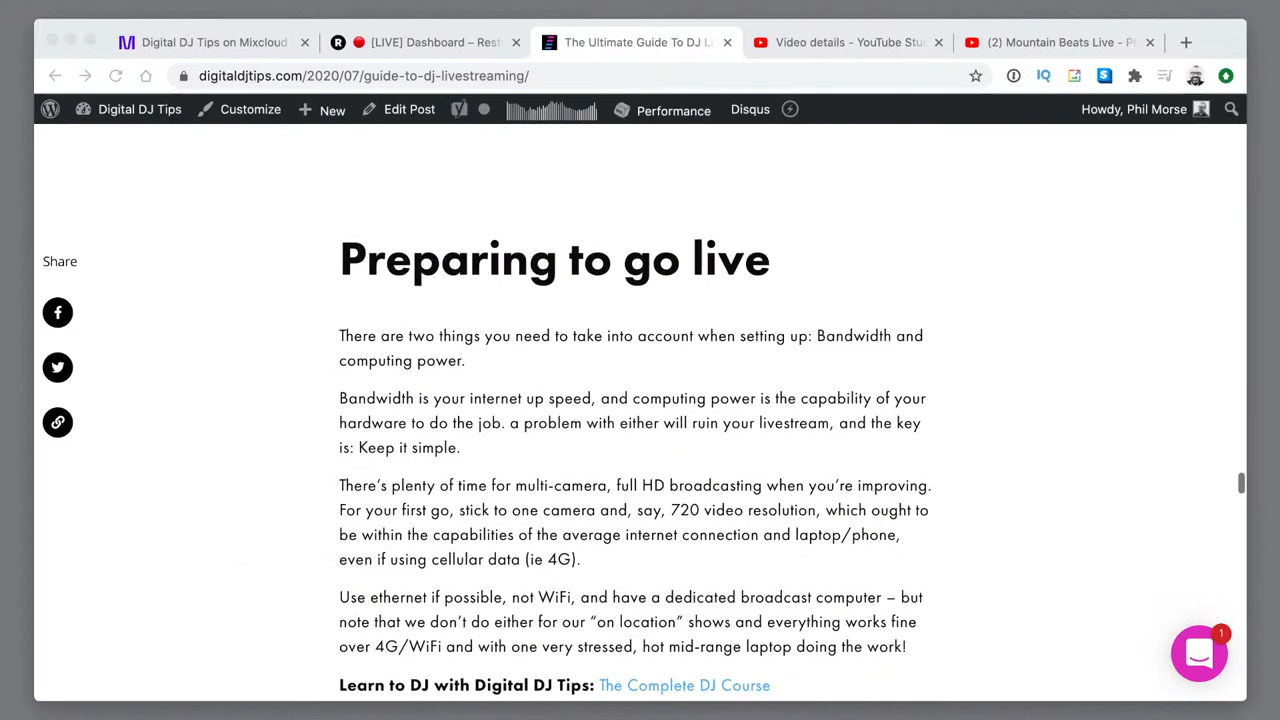 Digital DJ Tips on Mixcloud
[LIVE] Dashboard – Rest
The Ultimate Guide To DJ Li
Video details - YouTube Stu
(2) Mountain Beats Live - Pl
digitaldjtips.com/2020/07/guide-to-dj-livestreaming/
IQ
Digital DJ Tips
Customize
New
Edit Post
Performance
Disqus
Howdy, Phil Morse
Preparing to go live
Share
There are two things you need to take into account when setting up: Bandwidth and
computing power.
Bandwidth is your internet up speed, and computing power is the capability of your
hardware to do the job. a problem with either will ruin your livestream, and the key
is: Keep it simple.
There's plenty of time for multi-camera, full HD broadcasting when you're improving.
For your first go, stick to one camera and, say, 720 video resolution, which ought to
be within the capabilities of the average internet connection and laptop/phone,
even if using cellular data (ie 4G).
Use ethernet if possible, not WiFi, and have a dedicated broadcast computer – but
note that we don't do either for our “on location” shows and everything works fine
over 4G/WiFi and with one very stressed, hot mid-range laptop doing the work!
1
Learn to DJ with Digital DJ Tips: The Complete DJ Course